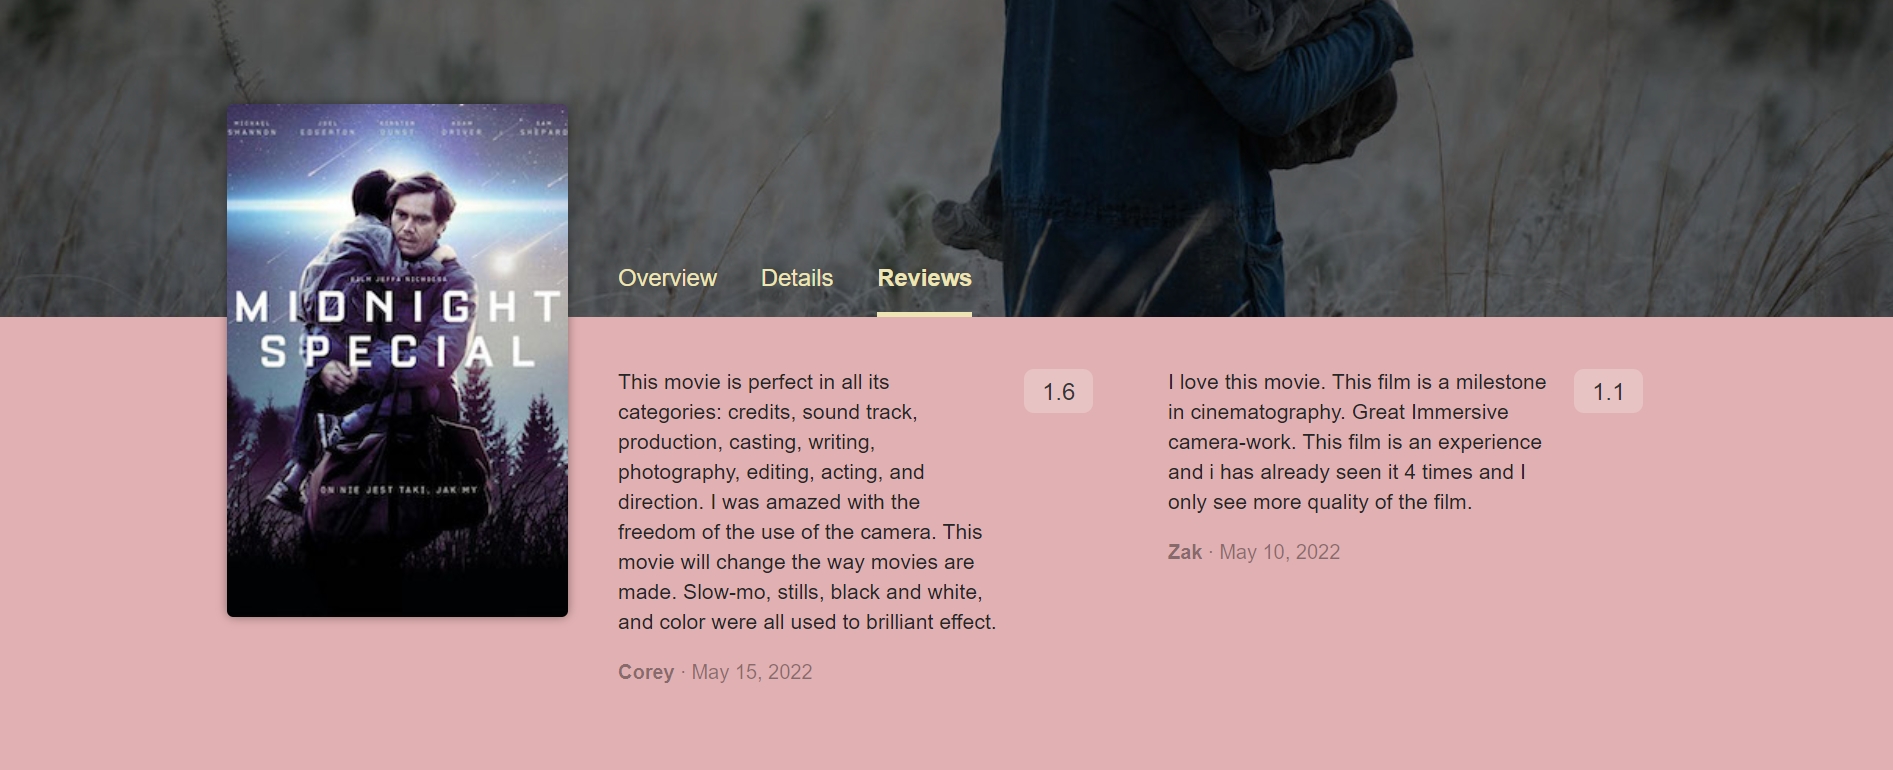 MICHAEL JOEL KIRSTEN ADAM SAM
SHANNON EDGERTON DUNST DRIVER SHEPARD
FILM JEFFA NICHOLSA
MIDNIGHT
SPECIAL
ON NIE JEST TAKI, JAK MY
Overview Details Reviews
This movie is perfect in all its
categories: credits, sound track,
production, casting, writing,
photography, editing, acting, and
direction. I was amazed with the
freedom of the use of the camera. This
movie will change the way movies are
made. Slow-mo, stills, black and white,
and color were all used to brilliant effect.
1.6
Corey · May 15, 2022
I love this movie. This film is a milestone
in cinematography. Great Immersive
camera-work. This film is an experience
and i has already seen it 4 times and I
only see more quality of the film.
1.1
Zak · May 10, 2022